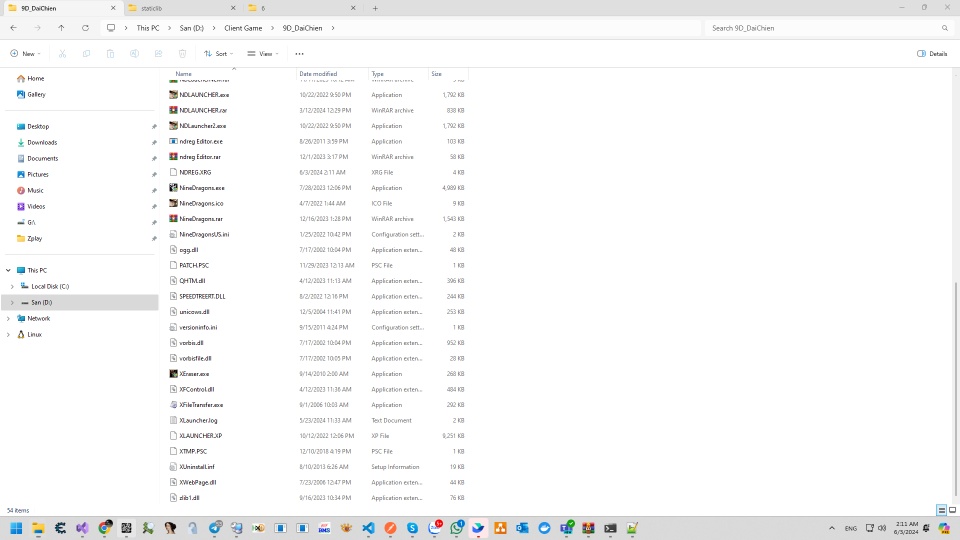 9D_DaiChien
staticlib
6
This PC > San (D:) > Client Game > 9D_DaiChien >
Search 9D_DaiChien
New
Sort
View
Details
Home
Gallery
Desktop
Downloads
Documents
Pictures
Music
Videos
G:\
Zplay
This PC
Local Disk (C:)
San (D:)
Network
Linux
Name Date modified Type Size
NDLAUNCHER.exe 10/22/2022 9:50 PM Application 1,792 KB
NDLAUNCHER.rar 3/12/2024 12:29 PM WinRAR archive 838 KB
NDLauncher2.exe 10/22/2022 9:50 PM Application 1,792 KB
ndreg Editor.exe 8/26/2011 3:59 PM Application 103 KB
ndreg Editor.rar 12/1/2023 3:17 PM WinRAR archive 58 KB
NDREG.XRG 6/3/2024 2:11 AM XRG File 4 KB
NineDragons.exe 7/28/2023 12:06 PM Application 4,989 KB
NineDragons.ico 4/7/2022 1:44 AM ICO File 9 KB
NineDragons.rar 12/16/2023 1:28 PM WinRAR archive 1,543 KB
NineDragonsUS.ini 1/25/2022 10:42 PM Configuration sett... 2 KB
ogg.dll 7/17/2002 10:04 PM Application exten... 48 KB
PATCH.PSC 11/29/2023 12:13 AM PSC File 1 KB
QHTM.dll 4/12/2023 11:13 AM Application exten... 396 KB
SPEEDTREERT.DLL 8/2/2022 12:16 PM Application exten... 244 KB
unicows.dll 12/5/2004 11:41 PM Application exten... 253 KB
versioninfo.ini 9/15/2011 4:24 PM Configuration sett... 1 KB
vorbis.dll 7/17/2002 10:04 PM Application exten... 952 KB
vorbisfile.dll 7/17/2002 10:05 PM Application exten... 28 KB
XEraser.exe 9/14/2010 2:00 AM Application 268 KB
XFControl.dll 4/12/2023 11:36 AM Application exten... 484 KB
XFileTransfer.exe 9/1/2006 10:03 AM Application 292 KB
XLauncher.log 5/23/2024 11:33 AM Text Document 2 KB
XLAUNCHER.XP 10/12/2022 12:06 PM XP File 9,251 KB
XTMP.PSC 12/10/2018 4:19 PM PSC File 1 KB
XUninstall.inf 8/10/2013 6:26 AM Setup Information 19 KB
XWebPage.dll 7/23/2006 12:47 PM Application exten... 44 KB
zlib1.dll 9/16/2023 10:34 PM Application exten... 76 KB
54 items
ENG
2:11 AM
6/3/2024